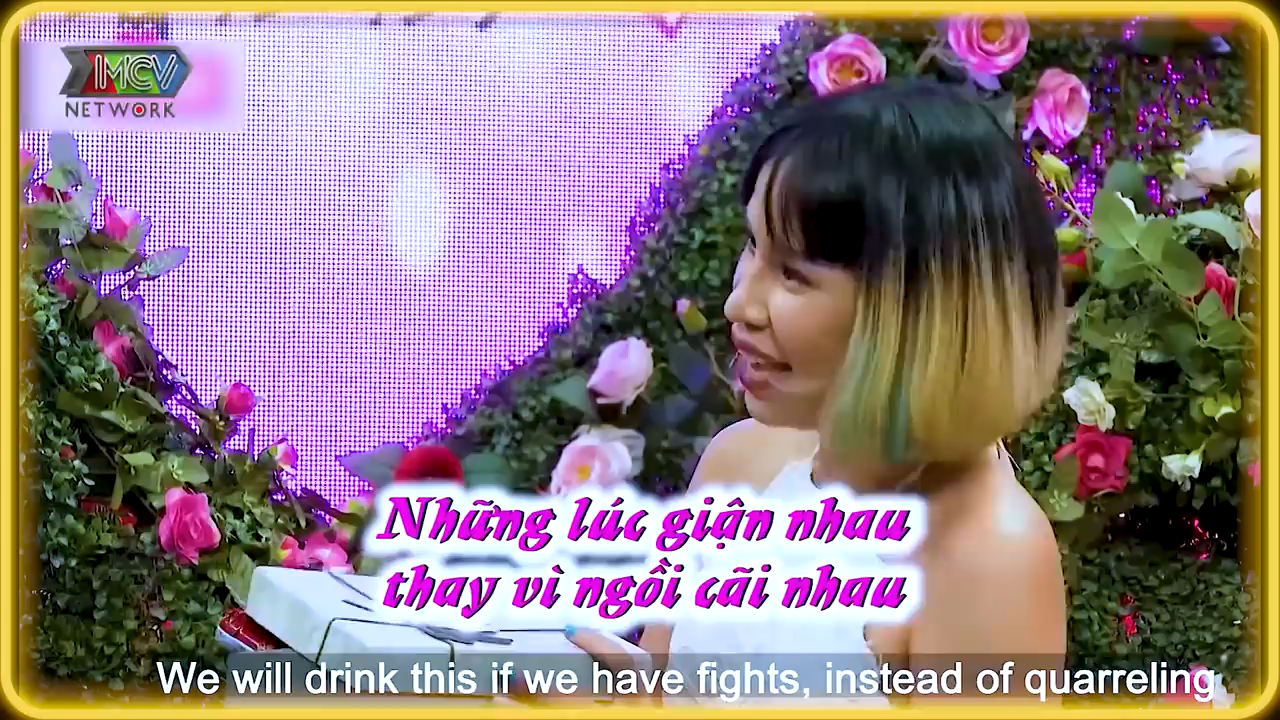 MCV
NETWORK
Những lúc giận nhau
thay vì ngồi cãi nhau
We will drink this if we have fights, instead of quarreling